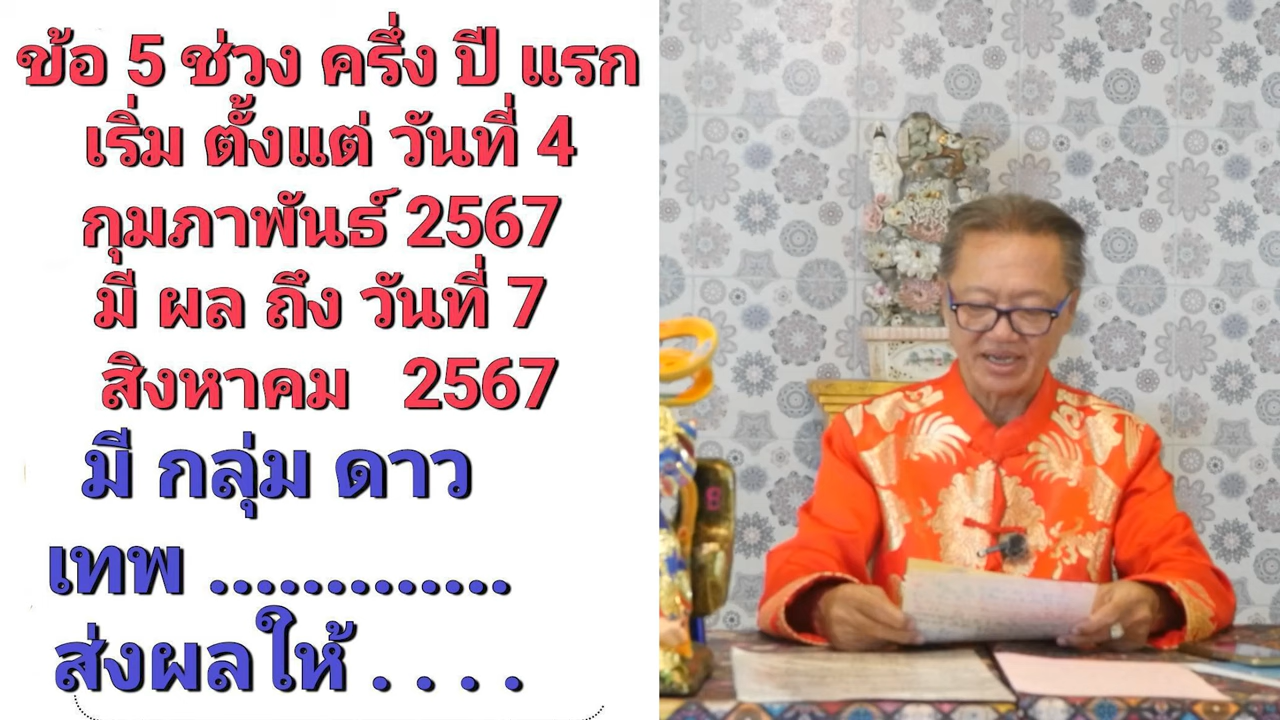 ข้อ 5 ช่วง ครึ่ง ปี แรก
เริ่ม ตั้งแต่ วันที่ 4
กุมภาพันธ์ 2567
มี ผล ถึง วันที่ 7
สิงหาคม 2567
มี กลุ่ม ดาว
เทพ .............
ส่งผลให้ . . . .